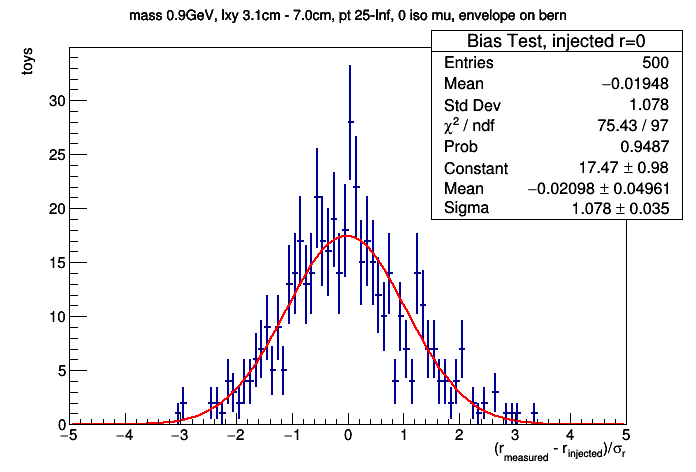 mass 0.9GeV, lxy 3.1cm - 7.0cm, pt 25-Inf, 0 iso mu, envelope on bern
Bias Test, injected r=0
Entries 500
Mean −0.01948
Std Dev 1.078
χ² / ndf 75.43 / 97
Prob 0.9487
Constant 17.47 ± 0.98
Mean −0.02098 ± 0.04961
Sigma 1.078 ± 0.035
toys
30
25
20
15
10
5
0
−5 −4 −3 −2 −1 0 1 2 3 4 5
(r_measured - r_injected)/σ_r